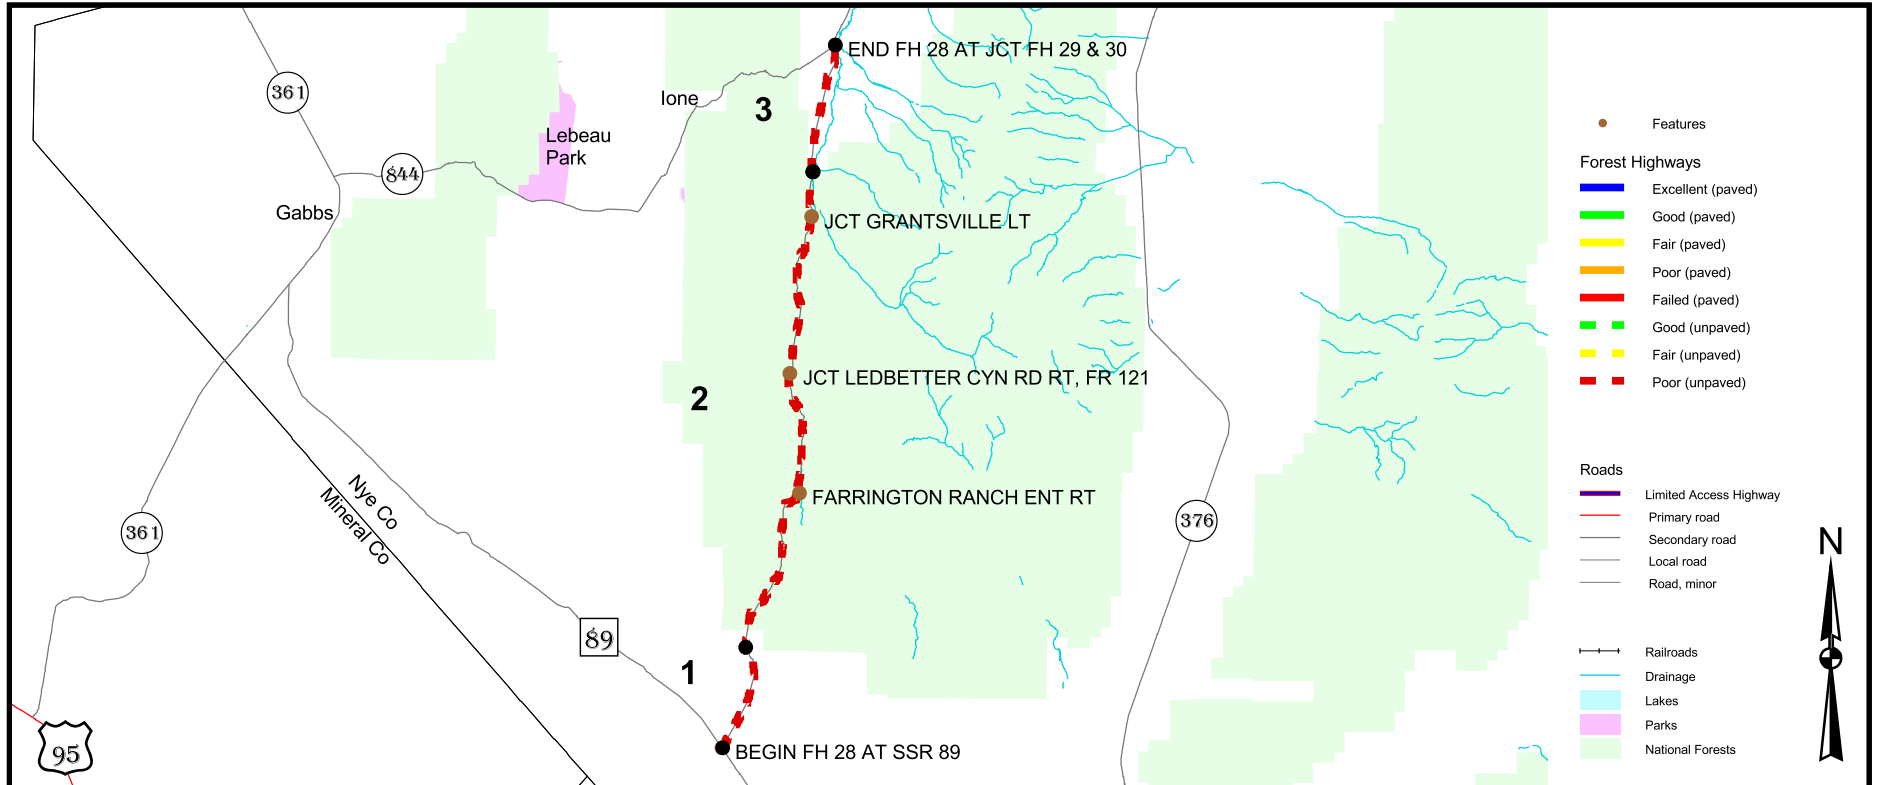 END FH 28 AT JCT FH 29 & 30
361
Ione
3
Lebeau
Park
844
Gabbs
JCT GRANTSVILLE LT
JCT LEDBETTER CYN RD RT, FR 121
2
FARRINGTON RANCH ENT RT
Nye Co
Mineral Co
361
376
89
1
BEGIN FH 28 AT SSR 89
95
Features
Forest Highways
Excellent (paved)
Good (paved)
Fair (paved)
Poor (paved)
Failed (paved)
Good (unpaved)
Fair (unpaved)
Poor (unpaved)
Roads
Limited Access Highway
Primary road
Secondary road
Local road
Road, minor
Railroads
Drainage
Lakes
Parks
National Forests
N